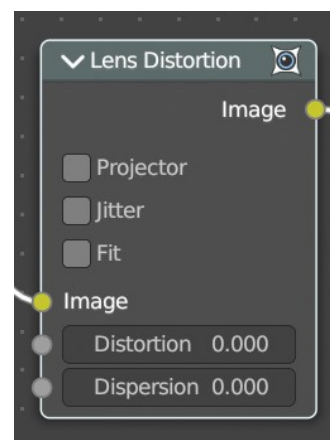 Lens Distortion
Image
Projector
Jitter
Fit
Image
Distortion 0.000
Dispersion 0.000